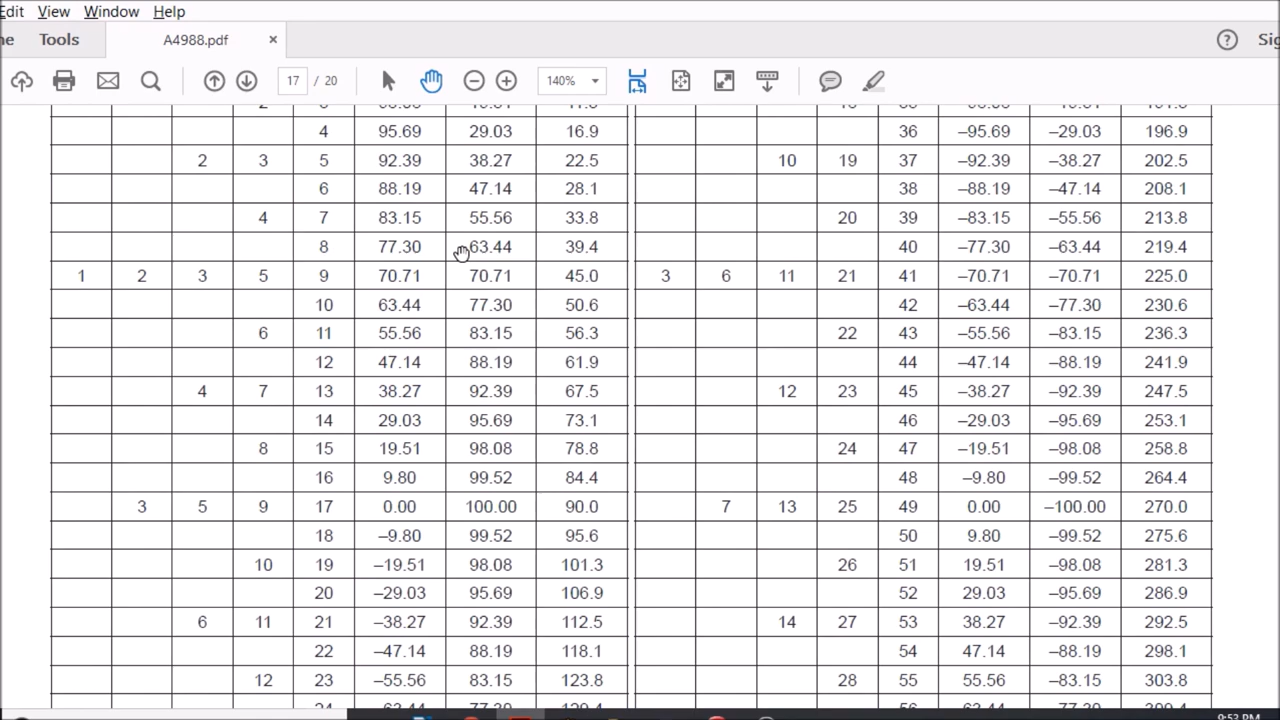 Edit View Window Help
Tools A4988.pdf × ?
17 / 20 140%
4 95.69 29.03 16.9 36 –95.69 –29.03 196.9
2 3 5 92.39 38.27 22.5 10 19 37 –92.39 –38.27 202.5
6 88.19 47.14 28.1 38 –88.19 –47.14 208.1
4 7 83.15 55.56 33.8 20 39 –83.15 –55.56 213.8
8 77.30 63.44 39.4 40 –77.30 –63.44 219.4
1 2 3 5 9 70.71 70.71 45.0 3 6 11 21 41 –70.71 –70.71 225.0
10 63.44 77.30 50.6 42 –63.44 –77.30 230.6
6 11 55.56 83.15 56.3 22 43 –55.56 –83.15 236.3
12 47.14 88.19 61.9 44 –47.14 –88.19 241.9
4 7 13 38.27 92.39 67.5 12 23 45 –38.27 –92.39 247.5
14 29.03 95.69 73.1 46 –29.03 –95.69 253.1
8 15 19.51 98.08 78.8 24 47 –19.51 –98.08 258.8
16 9.80 99.52 84.4 48 –9.80 –99.52 264.4
3 5 9 17 0.00 100.00 90.0 7 13 25 49 0.00 –100.00 270.0
18 –9.80 99.52 95.6 50 9.80 –99.52 275.6
10 19 –19.51 98.08 101.3 26 51 19.51 –98.08 281.3
20 –29.03 95.69 106.9 52 29.03 –95.69 286.9
6 11 21 –38.27 92.39 112.5 14 27 53 38.27 –92.39 292.5
22 –47.14 88.19 118.1 54 47.14 –88.19 298.1
12 23 –55.56 83.15 123.8 28 55 55.56 –83.15 303.8